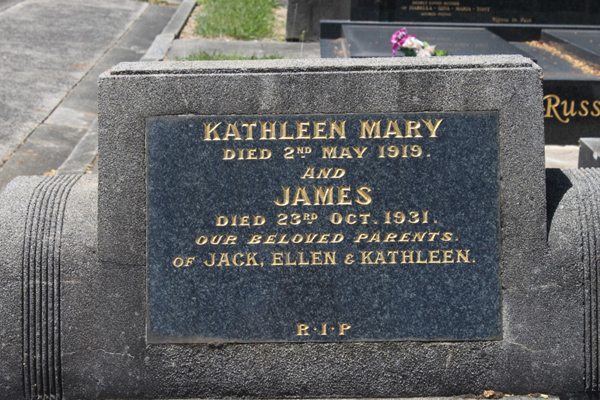 KATHLEEN MARY
DIED 2ND MAY 1919.
AND
JAMES
DIED 23RD OCT. 1931.
OUR BELOVED PARENTS.
OF JACK, ELLEN & KATHLEEN.
R·I·P
Russ